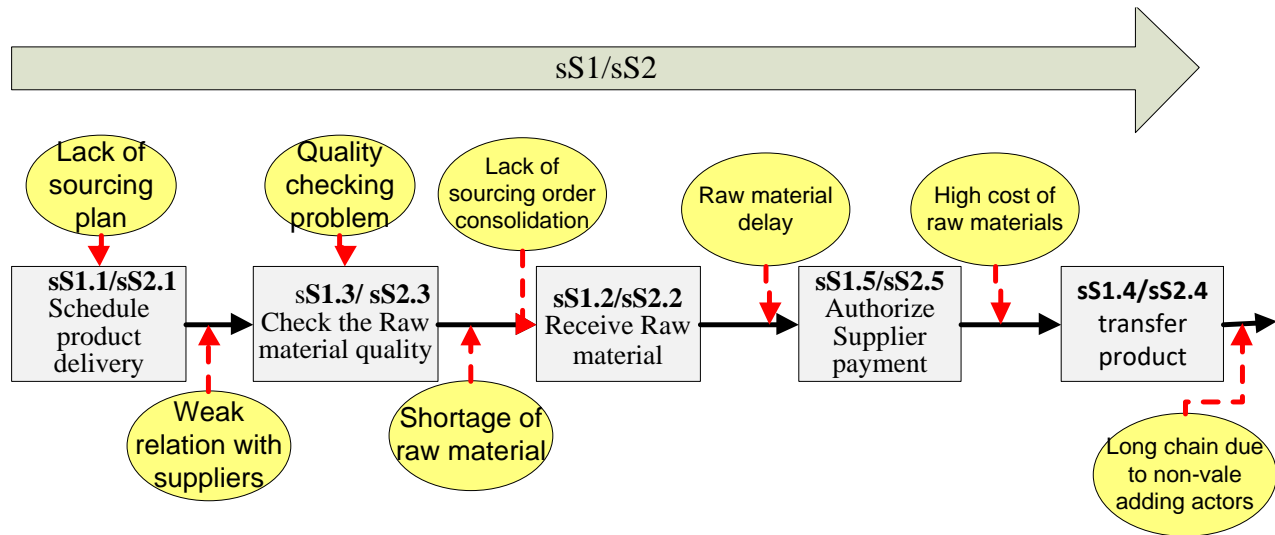 sS1/sS2
Lack of
sourcing
plan
Quality
checking
problem
Lack of
sourcing order
consolidation
Raw material
delay
High cost of
raw materials
sS1.1/sS2.1
Schedule
product
delivery
sS1.3/ sS2.3
Check the Raw
material quality
sS1.2/sS2.2
Receive Raw
material
sS1.5/sS2.5
Authorize
Supplier
payment
sS1.4/sS2.4
transfer
product
Weak
relation with
suppliers
Shortage of
raw material
Long chain due
to non-vale
adding actors